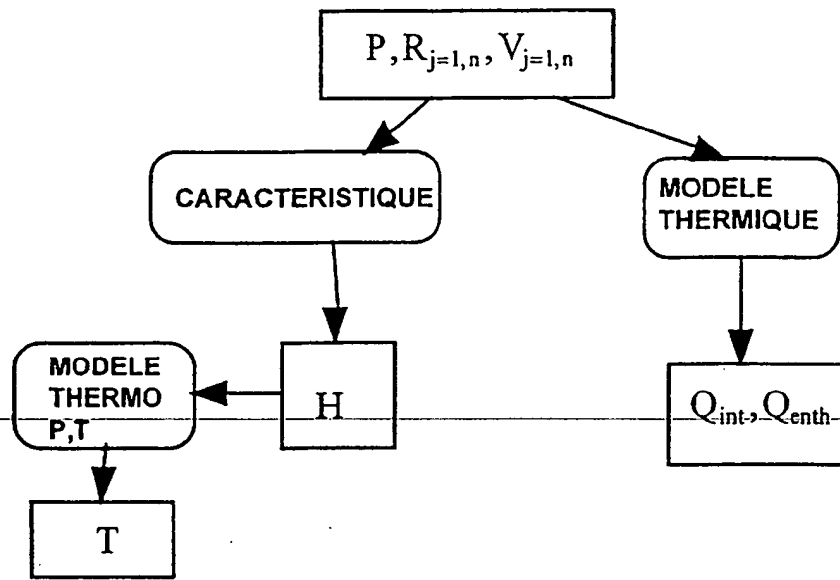 P, R_{j=1,n}, V_{j=1,n}
CARACTERISTIQUE
MODELE
THERMIQUE
MODELE
THERMO
P,T
H
Q_{int}, Q_{enth}
T